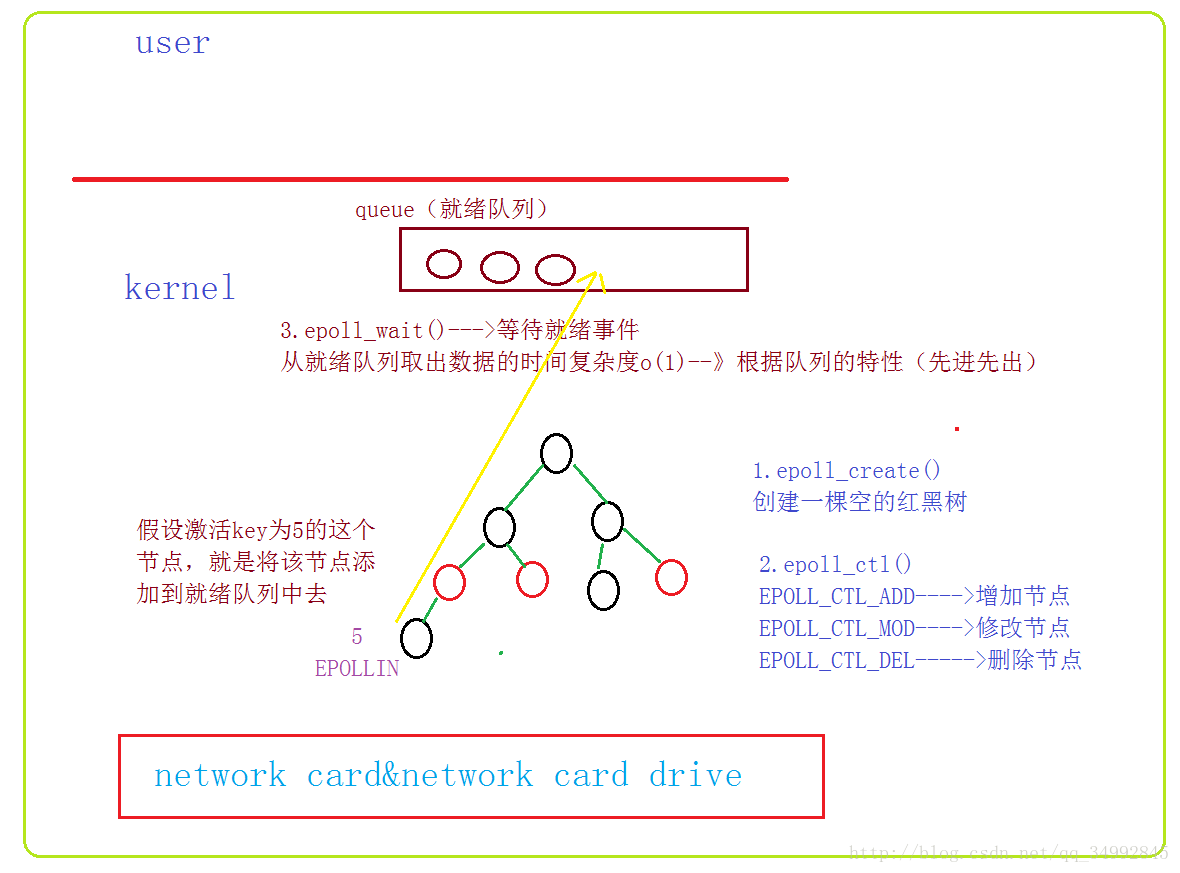 user
queue（就绪队列）
kernel
3.epoll_wait()--->等待就绪事件
从就绪队列取出数据的时间复杂度o(1)--》根据队列的特性（先进先出）
1.epoll_create()
创建一棵空的红黑树
假设激活key为5的这个
节点，就是将该节点添
加到就绪队列中去
2.epoll_ctl()
EPOLL_CTL_ADD---->增加节点
EPOLL_CTL_MOD---->修改节点
EPOLL_CTL_DEL----->删除节点
5
EPOLLIN
network card&network card drive
http://blog.csdn.net/qq_34992845